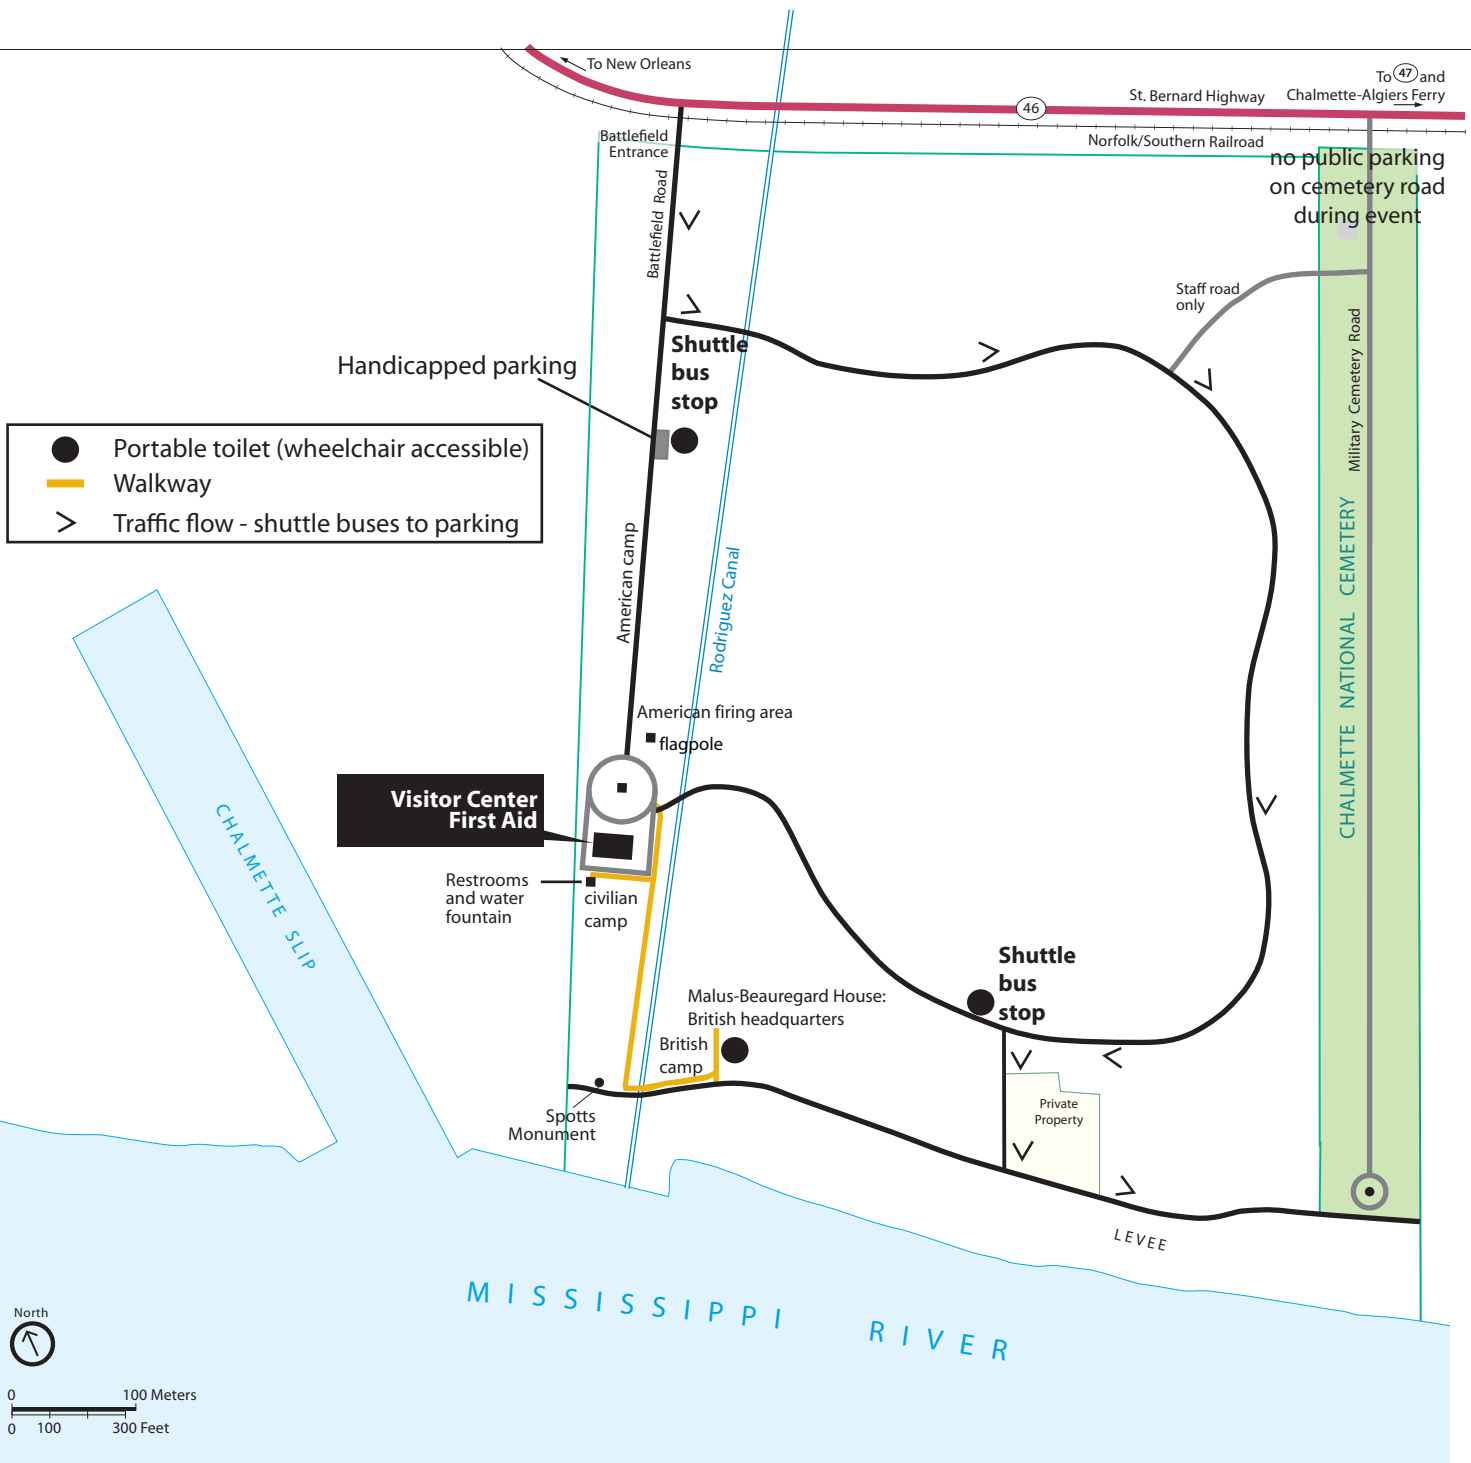 To New Orleans
To 47 and
Chalmette-Algiers Ferry
St. Bernard Highway
46
Norfolk/Southern Railroad
Battlefield
Entrance
no public parking
on cemetery road
during event
Battlefield Road
Staff road
only
Military Cemetery Road
Shuttle
bus
stop
Handicapped parking
Portable toilet (wheelchair accessible)
Walkway
Traffic flow - shuttle buses to parking
American camp
Rodriguez Canal
CHALMETTE NATIONAL CEMETERY
American firing area
flagpole
Visitor Center
First Aid
CHALMETTE SLIP
Restrooms
and water
fountain
civilian
camp
Shuttle
bus
stop
Malus-Beauregard House:
British headquarters
British
camp
Private
Property
Spotts
Monument
LEVEE
MISSISSIPPI RIVER
North
0 100 Meters
0 100 300 Feet